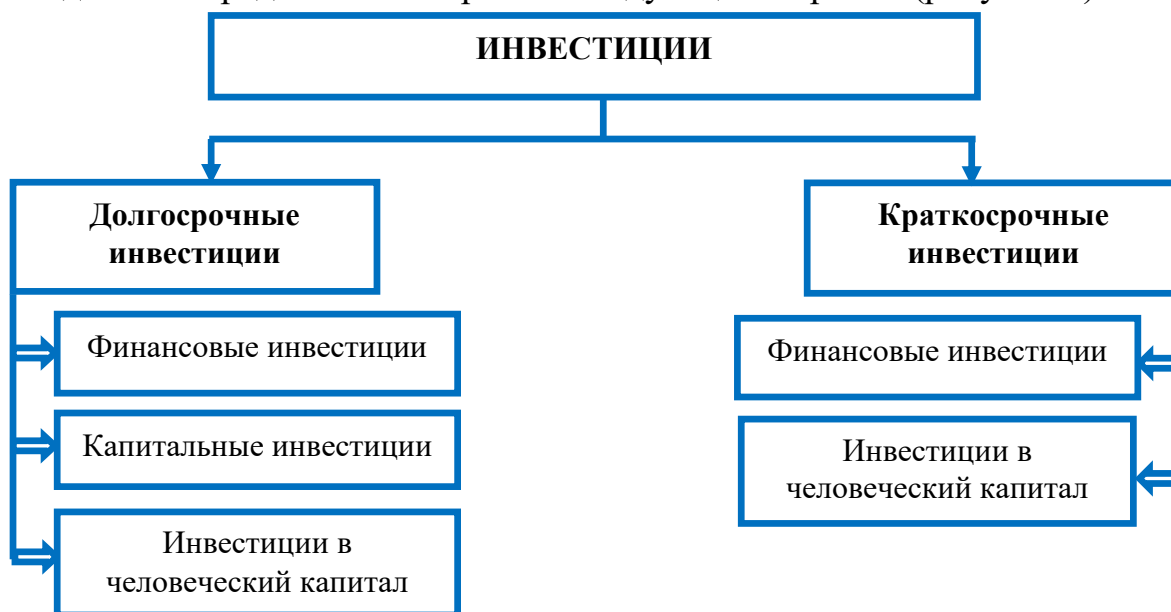 ИНВЕСТИЦИИ
Долгосрочные
инвестиции
Финансовые инвестиции
Капитальные инвестиции
Инвестиции в
человеческий капитал
Краткосрочные
инвестиции
Финансовые инвестиции
Инвестиции в
человеческий капитал